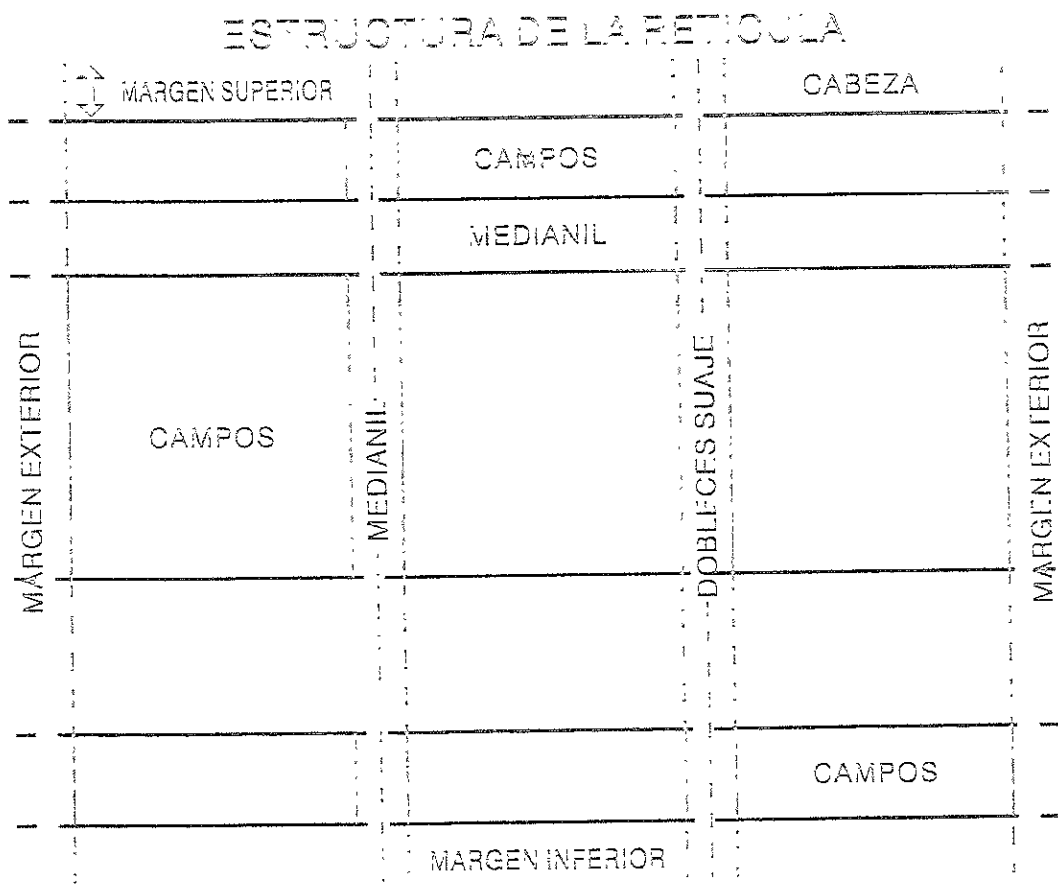 ESTRUCTURA DE LA RETICULA
MARGEN SUPERIOR
CABEZA
CAMPOS
MEDIANIL
MARGEN EXTERIOR
CAMPOS
MEDIANIL
DOBLECES SUAJE
MARGEN EXTERIOR
CAMPOS
MARGEN INFERIOR